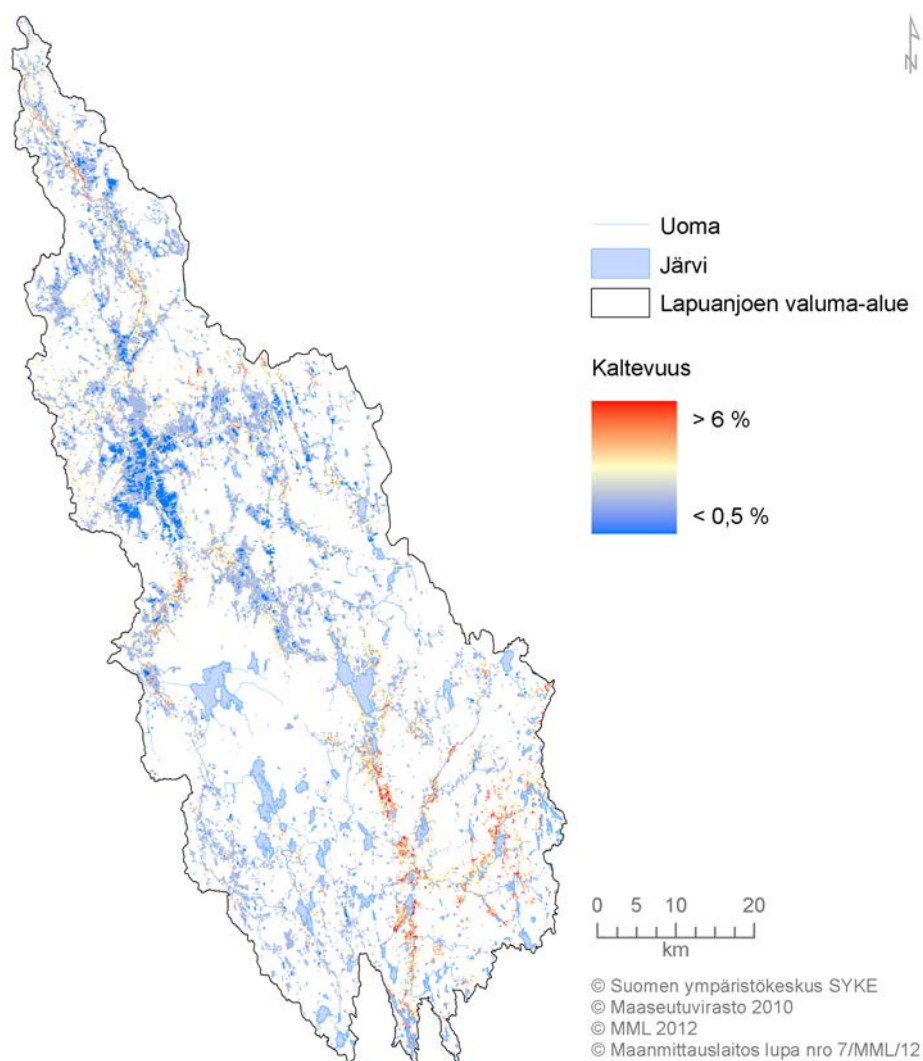 N
Uoma
Järvi
Lapuanjoen valuma-alue
Kaltevuus
> 6 %
< 0,5 %
0 5 10 20
km
© Suomen ympäristökeskus SYKE
© Maaseutuvirasto 2010
© MML 2012
© Maanmittauslaitos lupa nro 7/MML/12